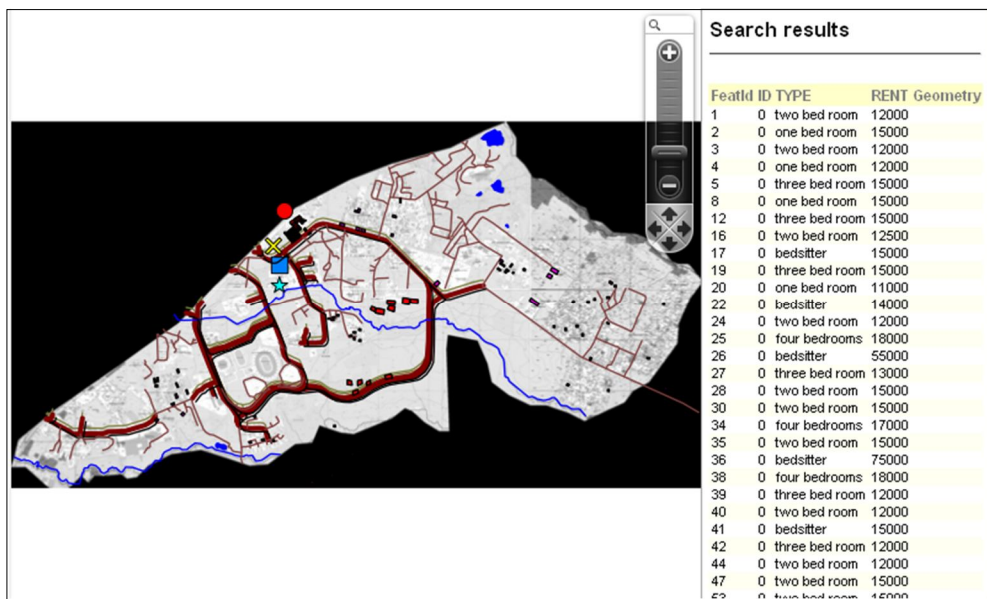 Search results
FeatId ID TYPE RENT Geometry
1 0 two bed room 12000
2 0 one bed room 15000
3 0 two bed room 12000
4 0 one bed room 12000
5 0 three bed room 15000
8 0 one bed room 15000
12 0 three bed room 15000
16 0 two bed room 12500
17 0 bedsitter 15000
19 0 three bed room 15000
20 0 one bed room 11000
22 0 bedsitter 14000
24 0 two bed room 12000
25 0 four bedrooms 18000
26 0 bedsitter 55000
27 0 three bed room 13000
28 0 two bed room 15000
30 0 two bed room 15000
34 0 four bedrooms 17000
35 0 two bed room 15000
36 0 bedsitter 75000
38 0 four bedrooms 18000
39 0 three bed room 12000
40 0 two bed room 12000
41 0 bedsitter 15000
42 0 three bed room 12000
44 0 two bed room 12000
47 0 two bed room 15000
53 0 two bed room 15000